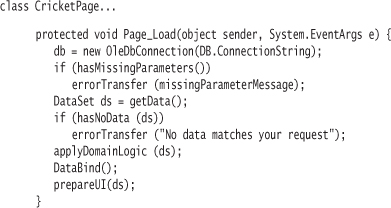 class CricketPage...
protected void Page_Load(object sender, System.EventArgs e) {
db = new OleDbConnection(DB.ConnectionString);
if (hasMissingParameters())
errorTransfer (missingParameterMessage);
DataSet ds = getData();
if (hasNoData (ds))
errorTransfer ("No data matches your request");
applyDomainLogic (ds);
DataBind();
prepareUI(ds);
}